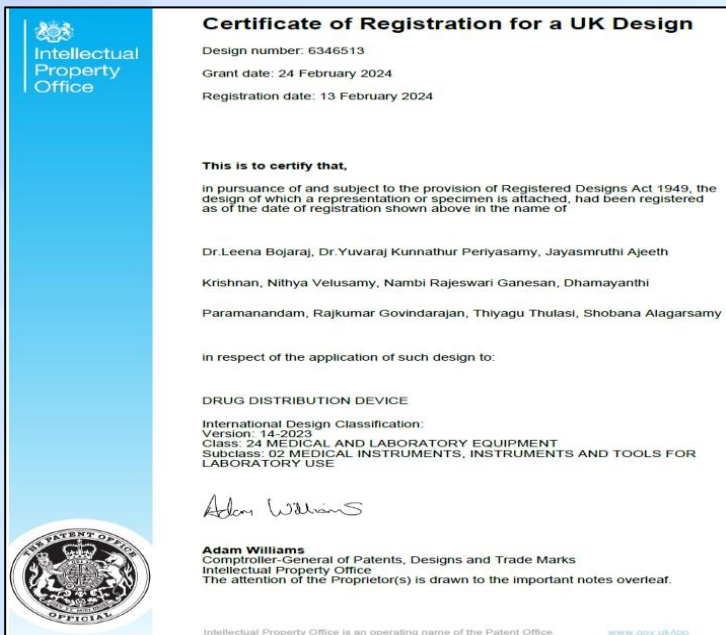 Intellectual
Property
Office
Certificate of Registration for a UK Design
Design number: 6346513
Grant date: 24 February 2024
Registration date: 13 February 2024
This is to certify that,
in pursuance of and subject to the provision of Registered Designs Act 1949, the
design of which a representation or specimen is attached, had been registered
as of the date of registration shown above in the name of
Dr.Leena Bojaraj, Dr.Yuvaraj Kunnathur Periyasamy, Jayasmruthi Ajeeth
Krishnan, Nithya Velusamy, Nambi Rajeswari Ganesan, Dhamayanthi
Paramanandam, Rajkumar Govindarajan, Thiyagu Thulasi, Shobana Alagarsamy
in respect of the application of such design to:
DRUG DISTRIBUTION DEVICE
International Design Classification:
Version: 14-2023
Class: 24 MEDICAL AND LABORATORY EQUIPMENT
Subclass: 02 MEDICAL INSTRUMENTS, INSTRUMENTS AND TOOLS FOR
LABORATORY USE
Adam Williams
Adam Williams
Comptroller-General of Patents, Designs and Trade Marks
Intellectual Property Office
The attention of the Proprietor(s) is drawn to the important notes overleaf.
THE PATENT OFFICE
OFFICIAL
Intellectual Property Office is an operating name of the Patent Office www.gov.uk/ipo